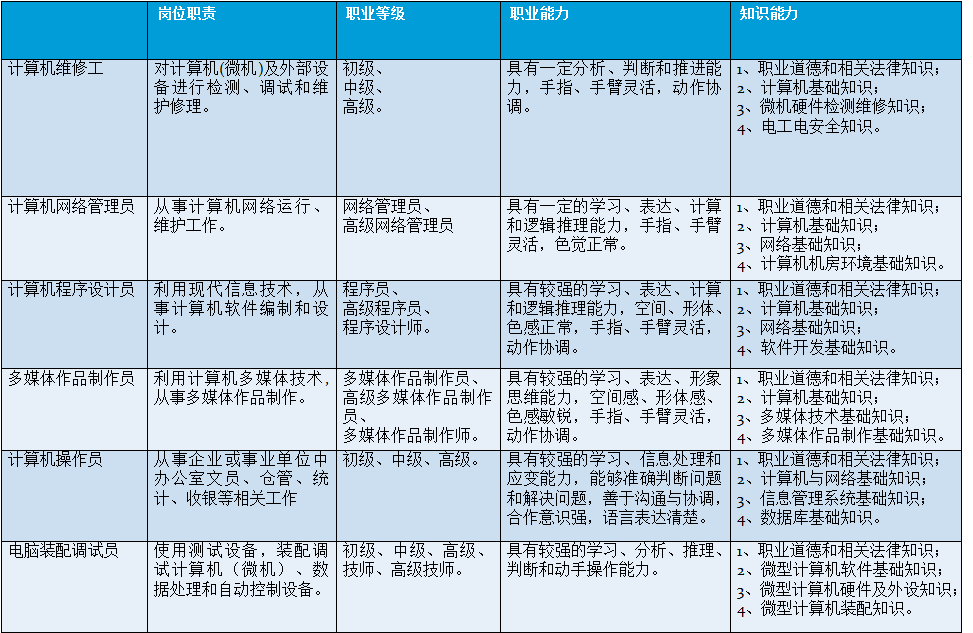 岗位职责
职业等级
职业能力
知识能力
计算机维修工
对计算机(微机)及外部设
备进行检测、调试和维
护修理。
初级、
中级、
高级。
具有一定分析、判断和推进能
力，手指、手臂灵活，动作协
调。
1、职业道德和相关法律知识；
2、计算机基础知识；
3、微机硬件检测维修知识；
4、电工电安全知识。
计算机网络管理员
从事计算机网络运行、
维护工作。
网络管理员、
高级网络管理员
具有一定的学习、表达、计算
和逻辑推理能力，手指、手臂
灵活，色觉正常。
1、职业道德和相关法律知识；
2、计算机基础知识；
3、网络基础知识；
4、计算机机房环境基础知识。
计算机程序设计员
利用现代信息技术，从
事计算机软件编制和设
计。
程序员、
高级程序员、
程序设计师。
具有较强的学习、表达、计算
和逻辑推理能力，空间、形体、
色感正常，手指、手臂灵活，
动作协调。
1、职业道德和相关法律知识；
2、计算机基础知识；
3、网络基础知识；
4、软件开发基础知识。
多媒体作品制作员
利用计算机多媒体技术，
从事多媒体作品制作。
多媒体作品制作员、
高级多媒体作品制作
员、
多媒体作品制作师。
具有较强的学习、表达、形象
思维能力，空间感、形体感、
色感敏锐，手指、手臂灵活，
动作协调。
1、职业道德和相关法律知识；
2、计算机基础知识；
3、多媒体技术基础知识；
4、多媒体作品制作基础知识。
计算机操作员
从事企业或事业单位中
办公室文员、仓管、统
计、收银等相关工作
初级、中级、高级。
具有较强的学习、信息处理和
应变能力，能够准确判断问题
和解决问题，善于沟通与协调，
合作意识强，语言表达清楚。
1、职业道德和相关法律知识；
2、计算机与网络基础知识；
3、信息管理系统基础知识；
4、数据库基础知识。
电脑装配调试员
使用测试设备，装配调
试计算机（微机）、数
据处理和自动控制设备。
初级、中级、高级、
技师、高级技师。
具有较强的学习、分析、推理、
判断和动手操作能力。
1、职业道德和相关法律知识；
2、微型计算机软件基础知识；
3、微型计算机硬件及外设知识；
4、微型计算机装配知识。